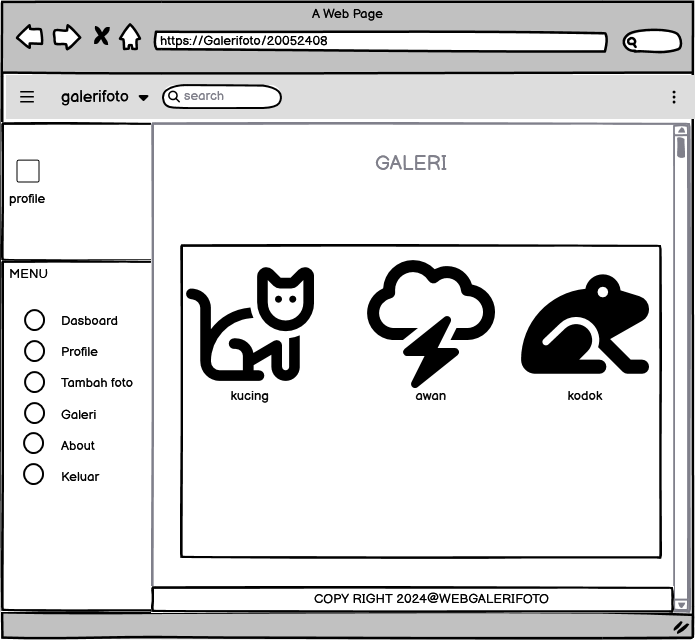 A Web Page
https://Galerifoto/20052408
galerifoto
search
profile
MENU
Dasboard
Profile
Tambah foto
Galeri
About
Keluar
GALERI
kucing
awan
kodok
COPY RIGHT 2024@WEBGALERIFOTO